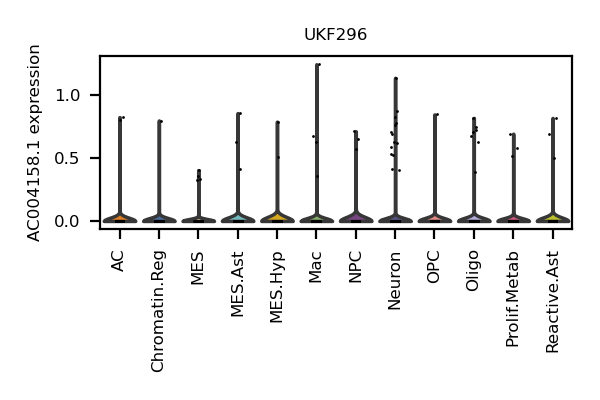 UKF296
AC004158.1 expression
1.0
0.5
0.0
AC
Chromatin.Reg
MES
MES.Ast
MES.Hyp
Mac
NPC
Neuron
OPC
Oligo
Prolif.Metab
Reactive.Ast